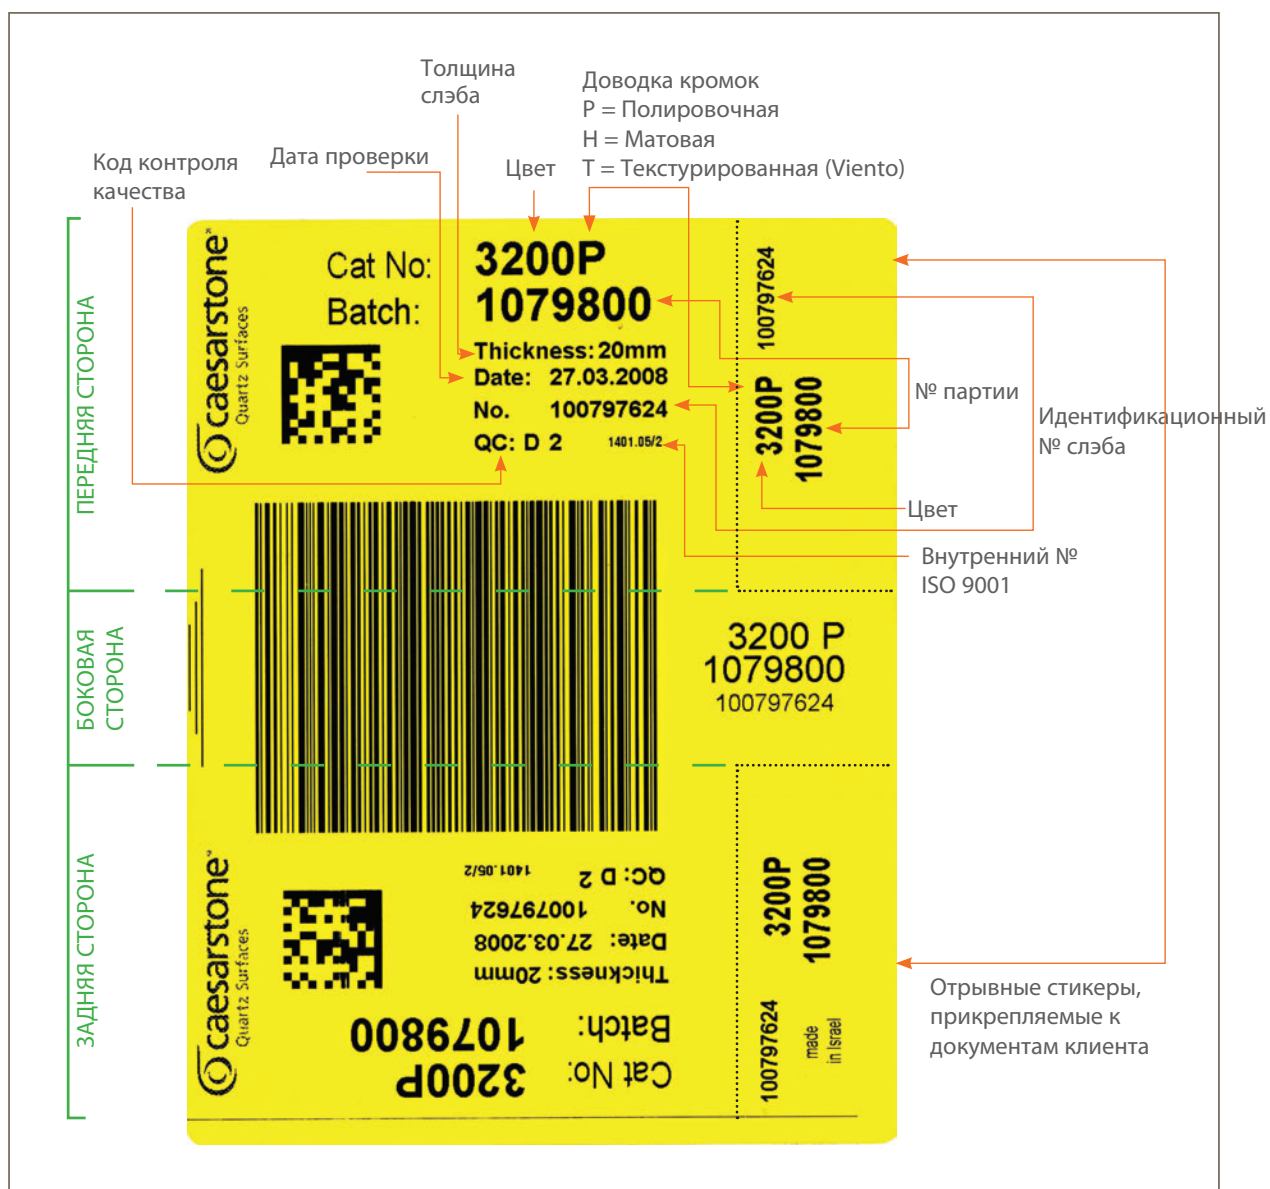 Толщина
слэба
Доводка кромок
P = Полировочная
H = Матовая
T = Текстурированная (Viento)
Код контроля
качества
Дата проверки
Цвет
ПЕРЕДНЯЯ СТОРОНА
caesarstone
Quartz Surfaces
Cat No: 3200P
Batch: 1079800
Thickness: 20mm
Date: 27.03.2008
No. 100797624
QC: D 2 1401.05/2
100797624
3200P
1079800
№ партии
Идентификационный
№ слэба
Цвет
Внутренний №
ISO 9001
БОКОВАЯ
СТОРОНА
3200 P
1079800
100797624
ЗАДНЯЯ СТОРОНА
caesarstone
Quartz Surfaces
Cat No: 3200P
Batch: 1079800
Thickness: 20mm
Date: 27.03.2008
No. 100797624
QC: D 2 1401.05/2
3200P
1079800
100797624
made
in Israel
Отрывные стикеры,
прикрепляемые к
документам клиента